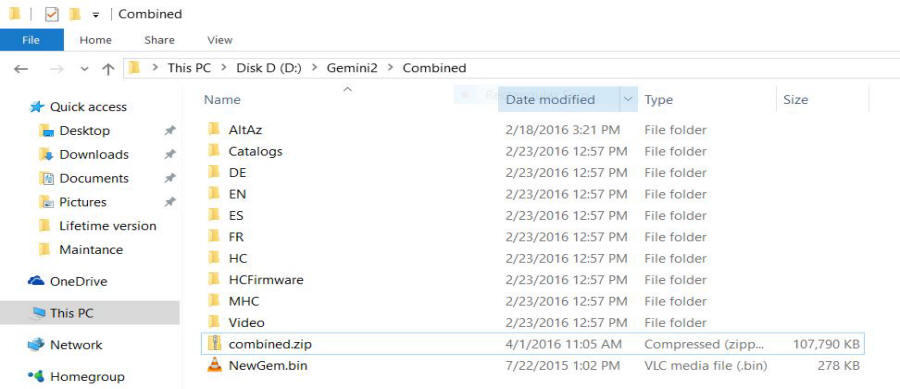 Combined
File Home Share View
This PC > Disk D (D:) > Gemini2 > Combined
Name Date modified Type Size
Quick access
Desktop
Downloads
Documents
Pictures
Lifetime version
Maintance
OneDrive
This PC
Network
Homegroup
AltAz 2/18/2016 3:21 PM File folder
Catalogs 2/23/2016 12:57 PM File folder
DE 2/23/2016 12:57 PM File folder
EN 2/23/2016 12:57 PM File folder
ES 2/23/2016 12:57 PM File folder
FR 2/23/2016 12:57 PM File folder
HC 2/23/2016 12:57 PM File folder
HCFirmware 2/23/2016 12:57 PM File folder
MHC 2/23/2016 12:57 PM File folder
Video 2/23/2016 12:57 PM File folder
combined.zip 4/1/2016 11:05 AM Compressed (zipp... 107,790 KB
NewGem.bin 7/22/2015 1:02 PM VLC media file (.bin) 278 KB